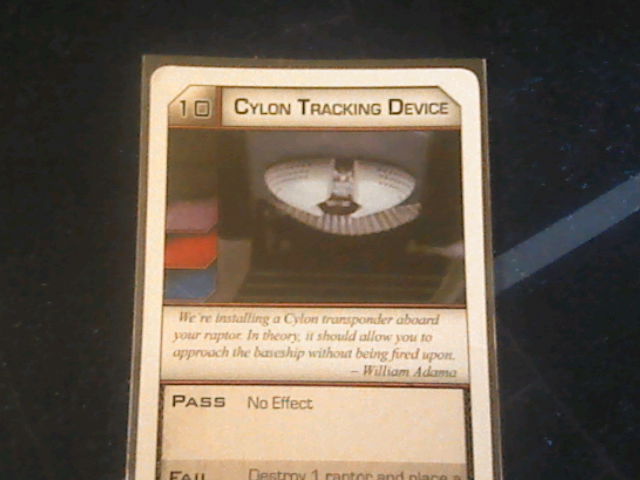 10 Cylon Tracking Device
We're installing a Cylon transponder aboard
your raptor. In theory, it should allow you to
approach the baseship without being fired upon.
– William Adama
Pass No Effect
Fail Destroy 1 raptor and place a